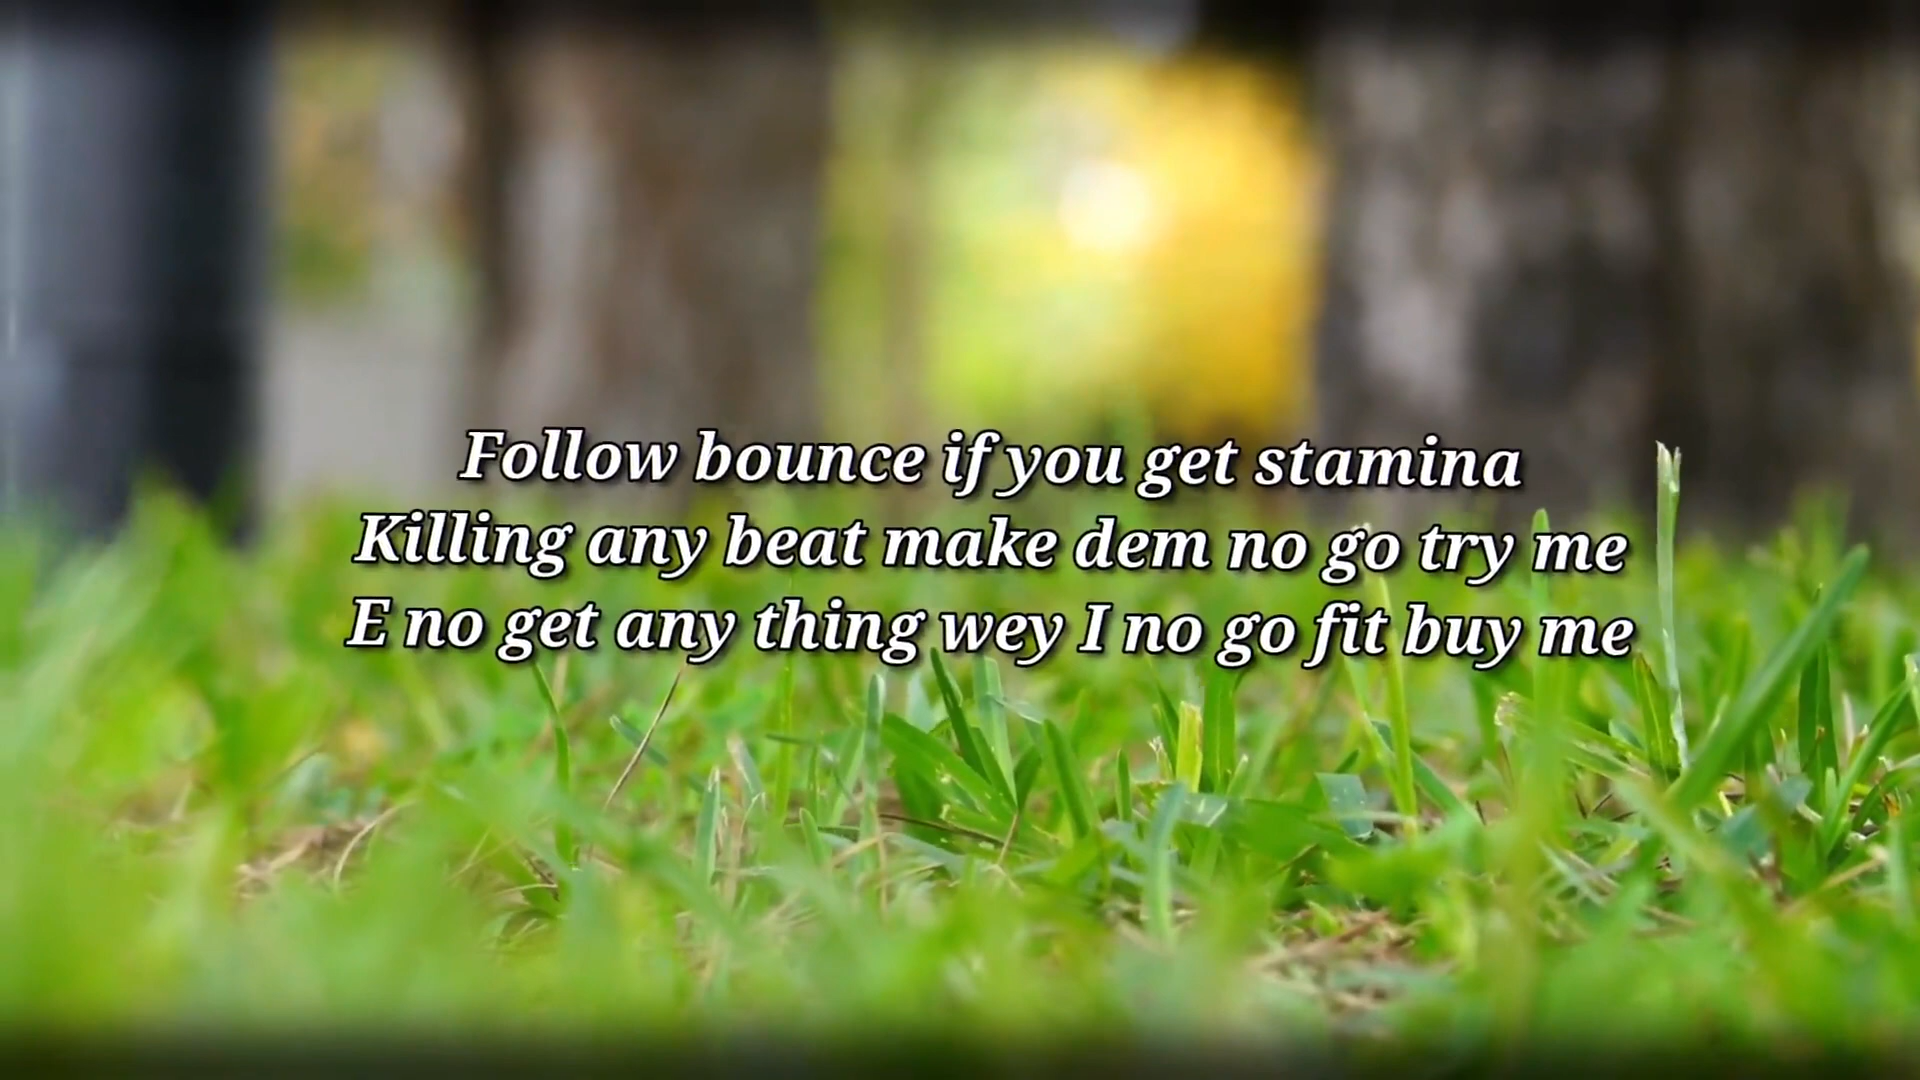 Follow bounce if you get stamina
Killing any beat make dem no go try me
E no get any thing wey I no go fit buy me